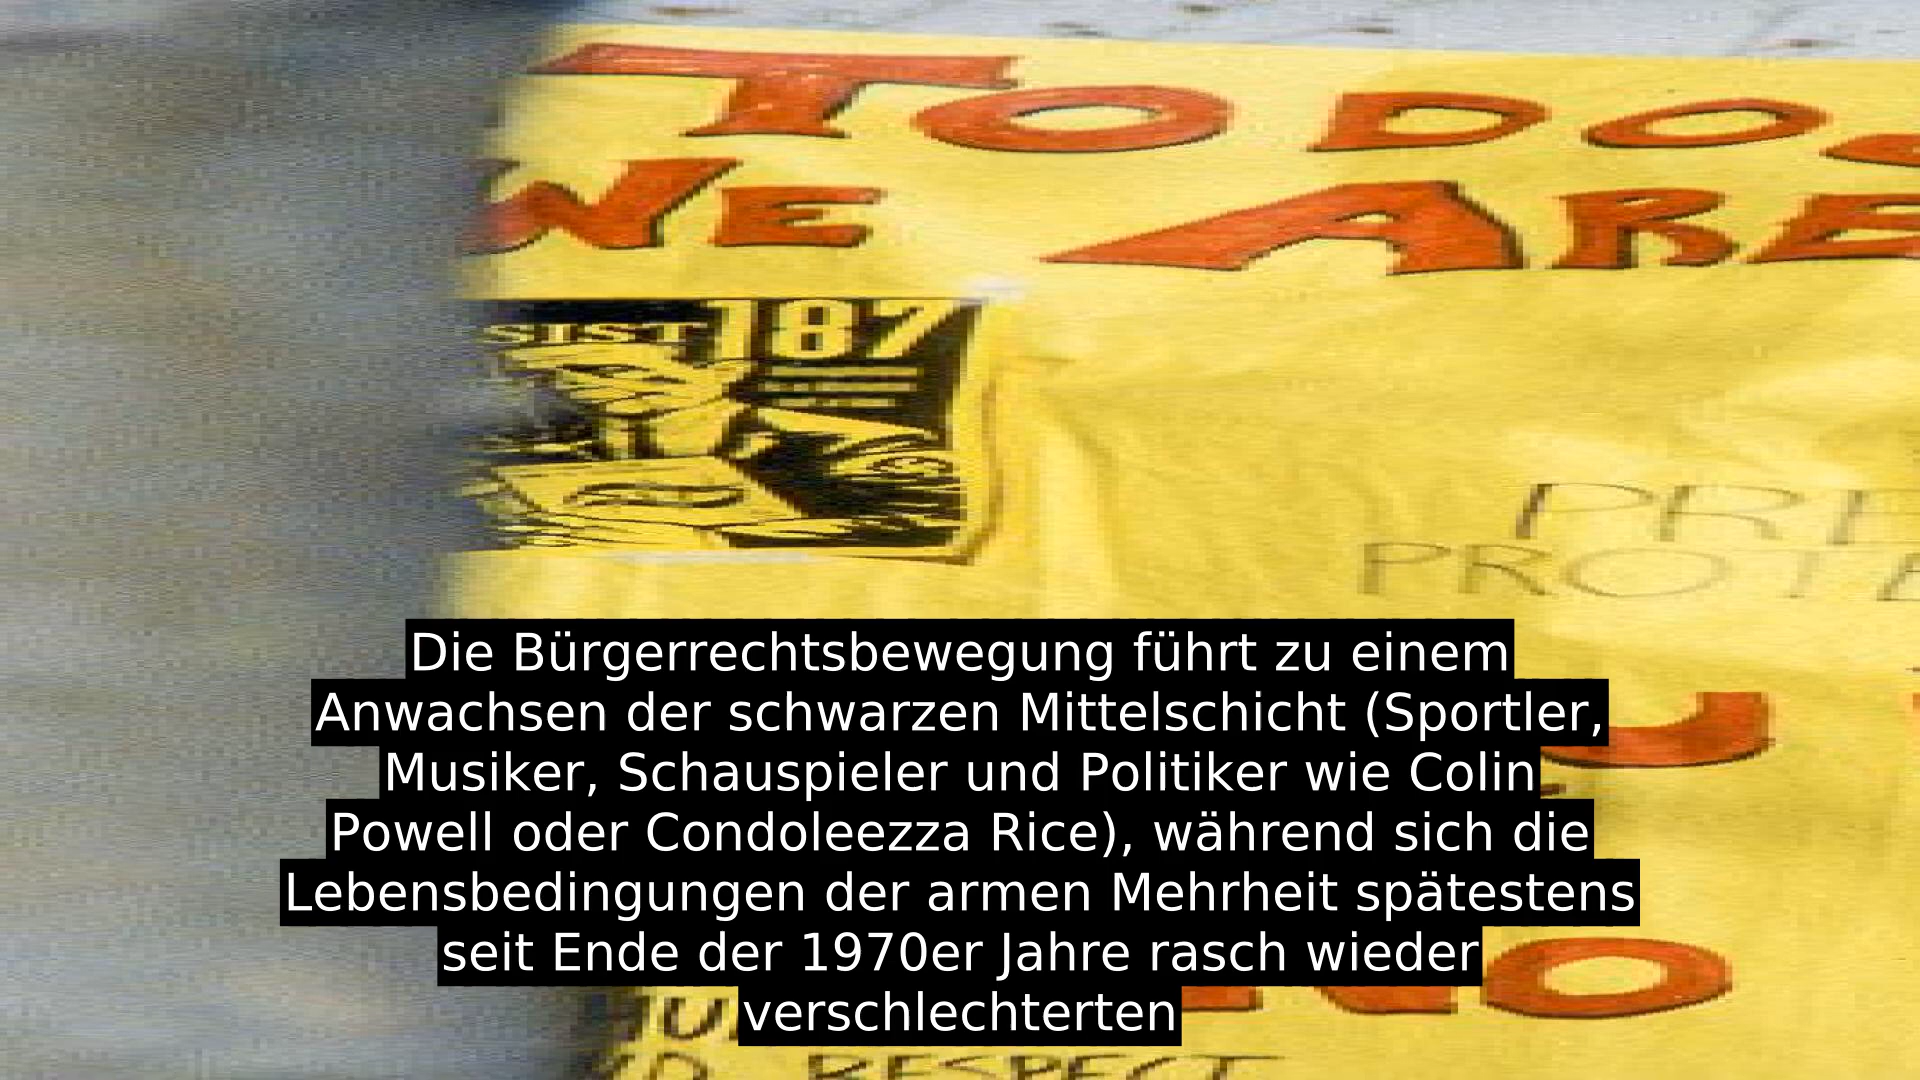 To do
We Are
SIST 187
Die Bürgerrechtsbewegung führt zu einem
Anwachsen der schwarzen Mittelschicht (Sportler,
Musiker, Schauspieler und Politiker wie Colin
Powell oder Condoleezza Rice), während sich die
Lebensbedingungen der armen Mehrheit spätestens
seit Ende der 1970er Jahre rasch wieder
verschlechterten
RESPECT